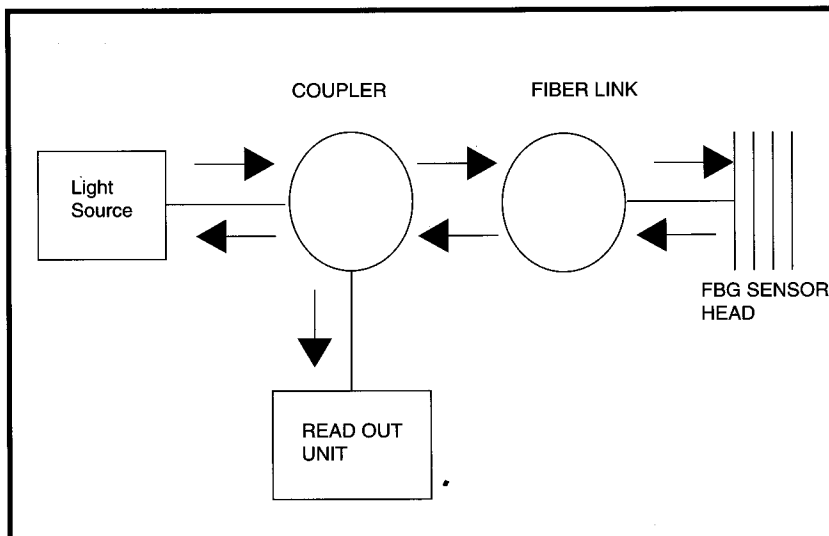 COUPLER
FIBER LINK
Light
Source
FBG SENSOR
HEAD
READ OUT
UNIT